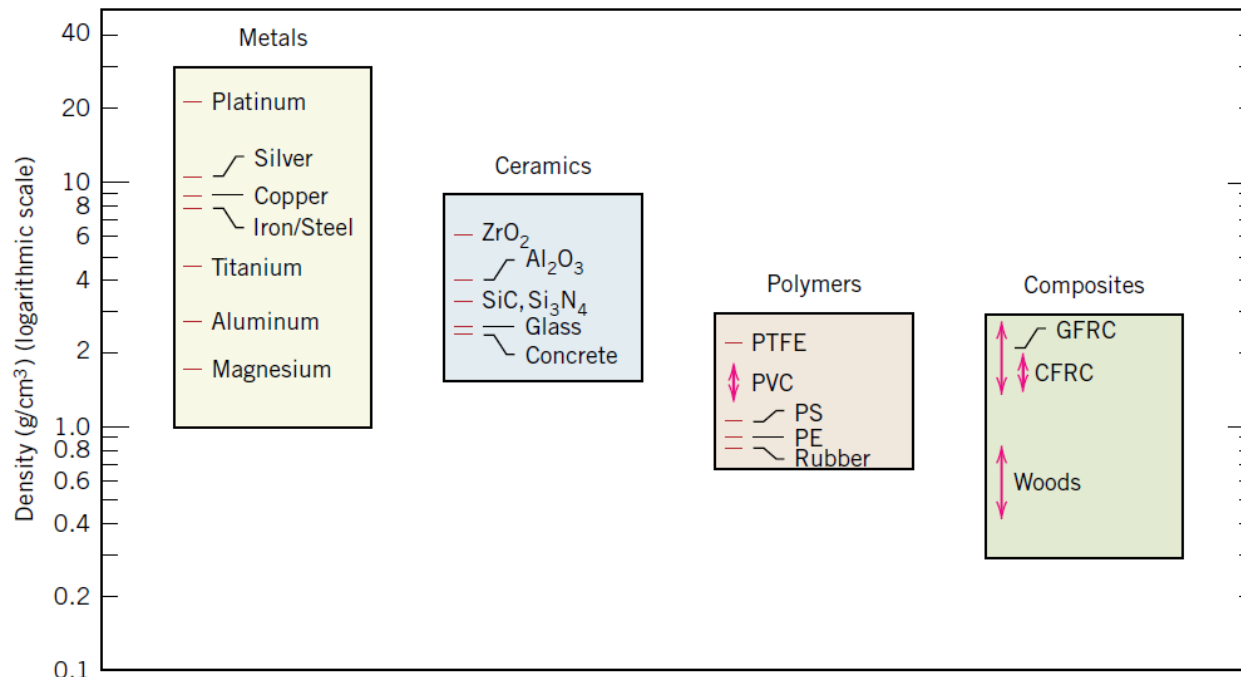 Density (g/cm³) (logarithmic scale)
40
20
10
8
6
4
2
1.0
0.8
0.6
0.4
0.2
0.1
Metals
Platinum
Silver
Copper
Iron/Steel
Titanium
Aluminum
Magnesium
Ceramics
ZrO₂
Al₂O₃
SiC, Si₃N₄
Glass
Concrete
Polymers
PTFE
PVC
PS
PE
Rubber
Composites
GFRC
CFRC
Woods